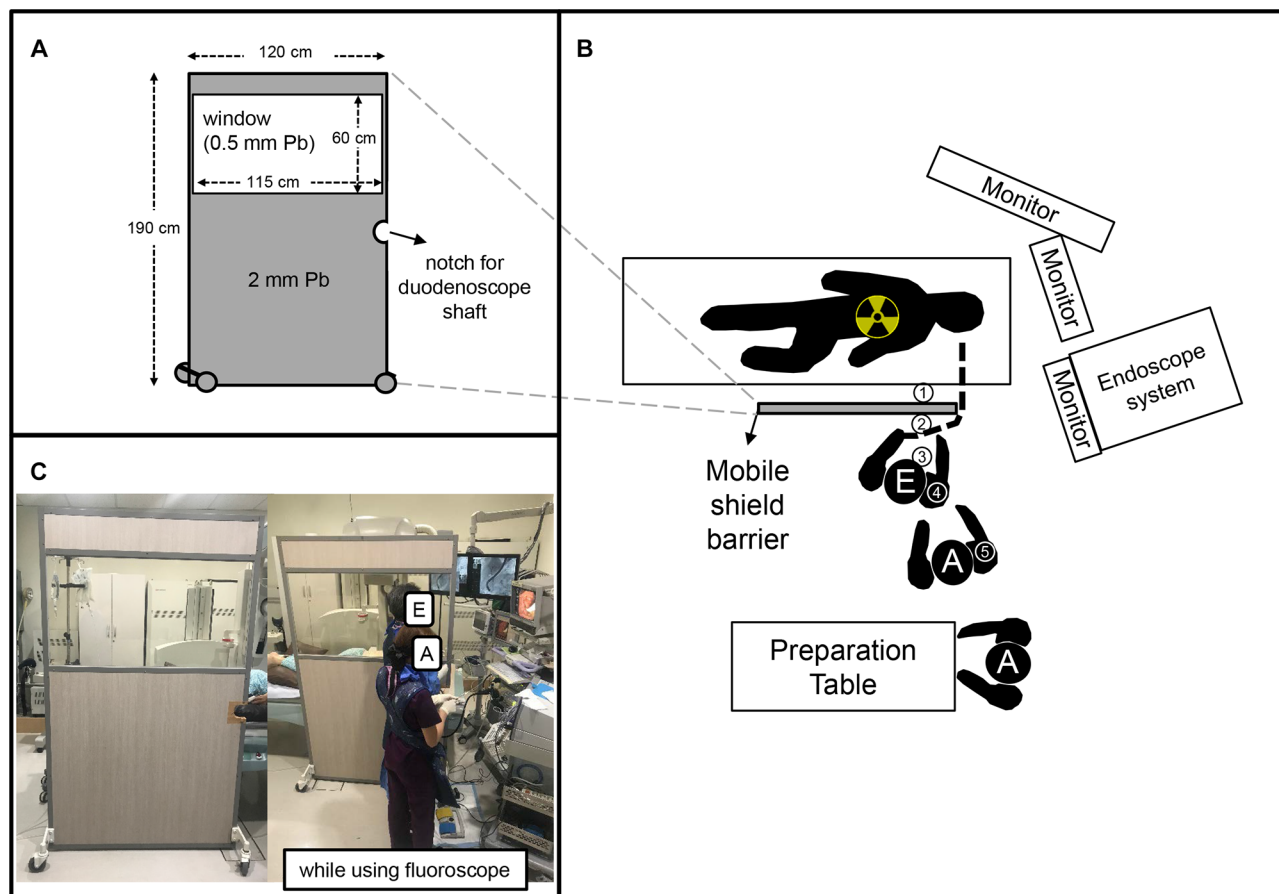 A
120 cm
window
(0.5 mm Pb)
60 cm
115 cm
190 cm
2 mm Pb
notch for
duodenoscope
shaft
B
Monitor
Monitor
Monitor
Endoscope
system
1
2
3
E
4
A
5
Mobile
shield
barrier
Preparation
Table
A
C
E
A
while using fluoroscope